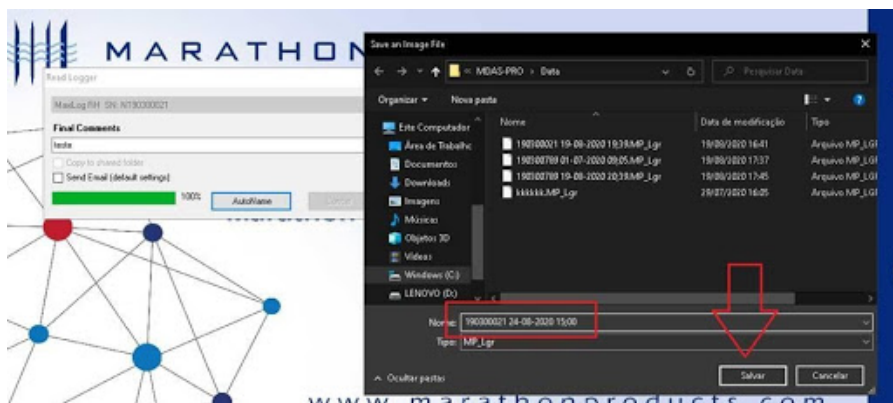 MARATHON
Read Logger
MaxiLog RH SN: N190300021
Final Comments
teste
Copy to shared folder
Send Email (default settings)
100%
AutoName
Cancel
Save an Image File
« MDAS-PRO › Data
Pesquisar Data
Organizar
Nova pasta
Este Computador
Área de Trabalho
Documentos
Downloads
Imagens
Músicas
Objetos 3D
Vídeos
Windows (C:)
LENOVO (D:)
Nome Data de modificação Tipo
190300021 19-08-2020 19;39.MP_Lgr 19/08/2020 16:41 Arquivo MP_LGR
190300789 01-07-2020 09;05.MP_Lgr 19/08/2020 17:37 Arquivo MP_LGR
190300789 19-08-2020 20;39.MP_Lgr 19/08/2020 17:45 Arquivo MP_LGR
kkkkkk.MP_Lgr 29/07/2020 16:05 Arquivo MP_LGR
Nome: 190300021 24-08-2020 15;00
Tipo: MP_Lgr
Ocultar pastas
Salvar
Cancelar
www.marathonproducts.com